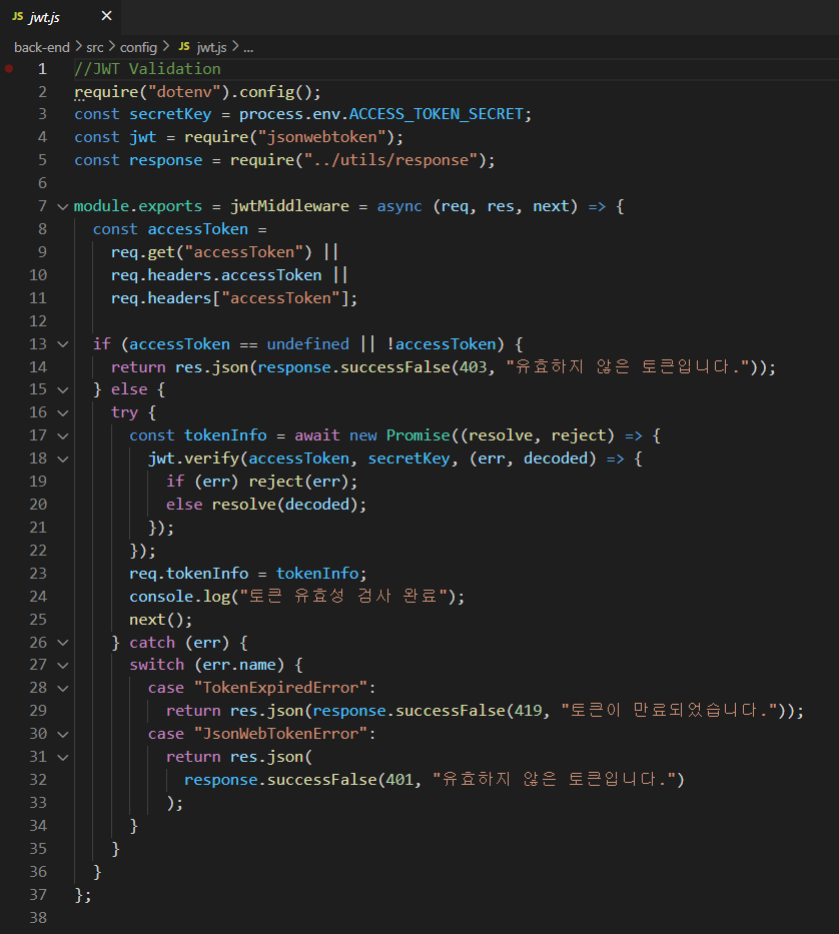 JS jwt.js ×
back-end > src > config > JS jwt.js > ...
1 //JWT Validation
2 require("dotenv").config();
3 const secretKey = process.env.ACCESS_TOKEN_SECRET;
4 const jwt = require("jsonwebtoken");
5 const response = require("../utils/response");
6
7 module.exports = jwtMiddleware = async (req, res, next) => {
8 const accessToken =
9 req.get("accessToken") ||
10 req.headers.accessToken ||
11 req.headers["accessToken"];
12
13 if (accessToken == undefined || !accessToken) {
14 return res.json(response.successFalse(403, "유효하지 않은 토큰입니다."));
15 } else {
16 try {
17 const tokenInfo = await new Promise((resolve, reject) => {
18 jwt.verify(accessToken, secretKey, (err, decoded) => {
19 if (err) reject(err);
20 else resolve(decoded);
21 });
22 });
23 req.tokenInfo = tokenInfo;
24 console.log("토큰 유효성 검사 완료");
25 next();
26 } catch (err) {
27 switch (err.name) {
28 case "TokenExpiredError":
29 return res.json(response.successFalse(419, "토큰이 만료되었습니다."));
30 case "JsonWebTokenError":
31 return res.json(
32 response.successFalse(401, "유효하지 않은 토큰입니다.")
33 );
34 }
35 }
36 }
37 };
38